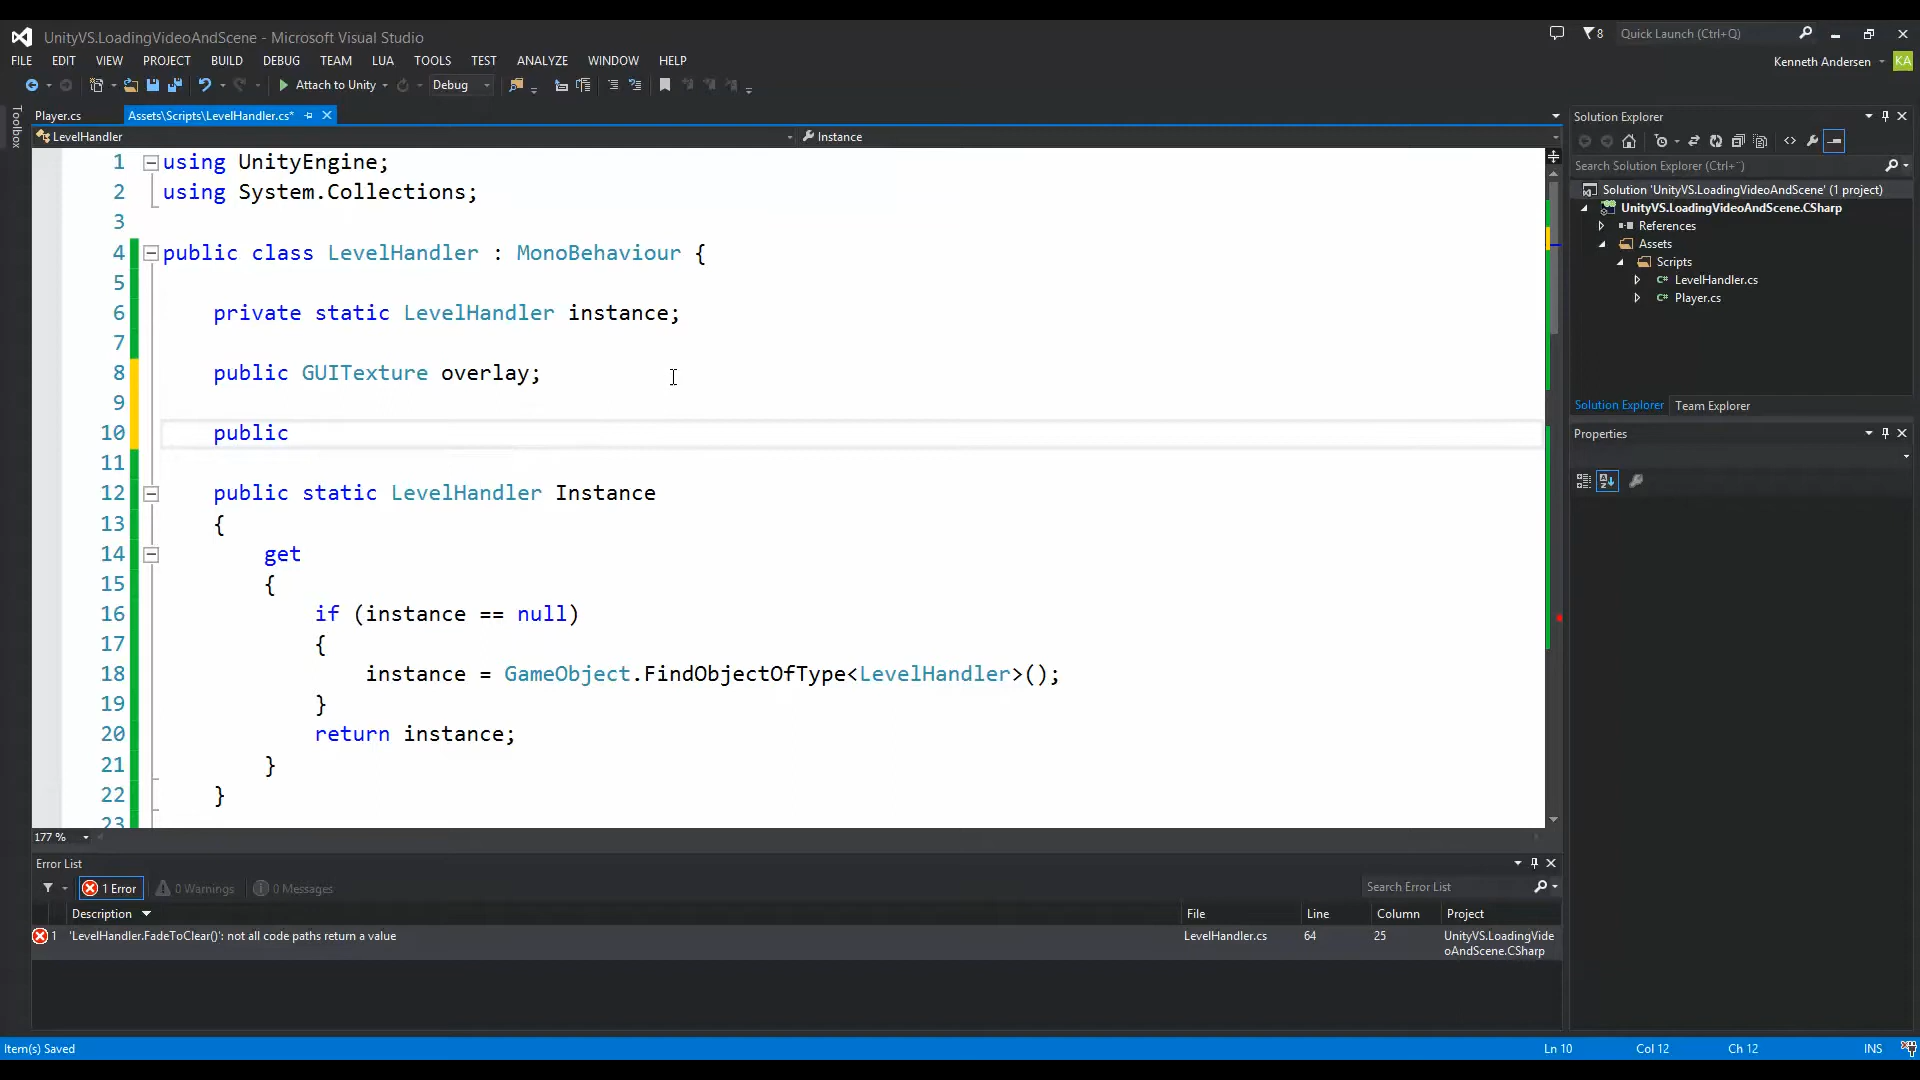 UnityVS.LoadingVideoAndScene - Microsoft Visual Studio
8
Quick Launch (Ctrl+Q)
FILE EDIT VIEW PROJECT BUILD DEBUG TEAM LUA TOOLS TEST ANALYZE WINDOW HELP
Kenneth Andersen KA
Attach to Unity Debug
Toolbox
Player.cs Assets\Scripts\LevelHandler.cs*
LevelHandler Instance
1 using UnityEngine;
2 using System.Collections;
3
4 public class LevelHandler : MonoBehaviour {
5
6 private static LevelHandler instance;
7
8 public GUITexture overlay;
9
10 public
11
12 public static LevelHandler Instance
13 {
14 get
15 {
16 if (instance == null)
17 {
18 instance = GameObject.FindObjectOfType<LevelHandler>();
19 }
20 return instance;
21 }
22 }
23
177 %
Solution Explorer
Search Solution Explorer (Ctrl+¨)
Solution 'UnityVS.LoadingVideoAndScene' (1 project)
UnityVS.LoadingVideoAndScene.CSharp
References
Assets
Scripts
C# LevelHandler.cs
C# Player.cs
Solution Explorer Team Explorer
Properties
Error List
1 Error 0 Warnings 0 Messages
Search Error List
Description File Line Column Project
1 'LevelHandler.FadeToClear()': not all code paths return a value LevelHandler.cs 64 25 UnityVS.LoadingVide
oAndScene.CSharp
Item(s) Saved Ln 10 Col 12 Ch 12 INS